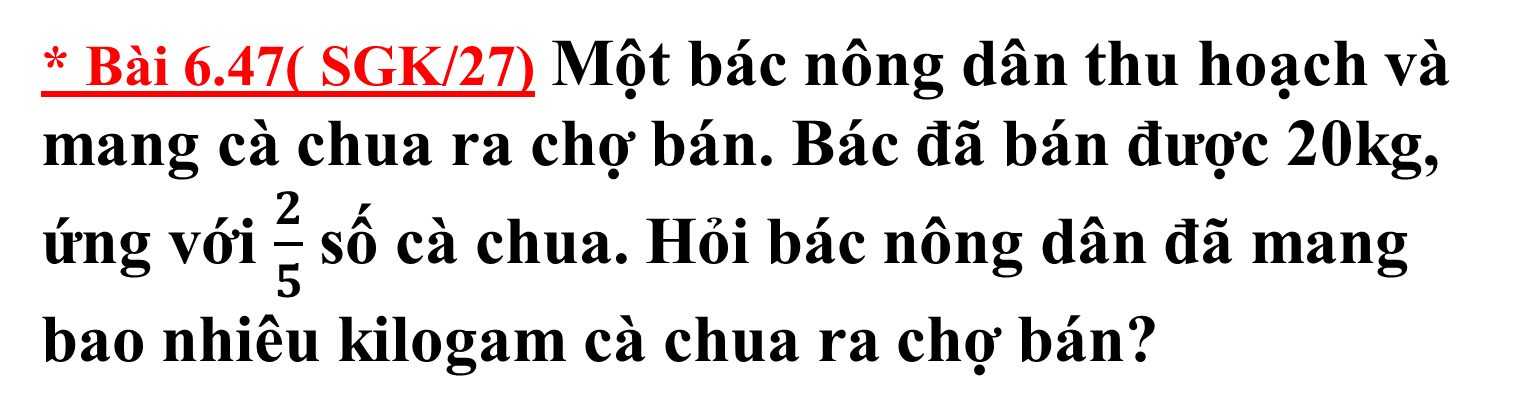 * Bài 6.47( SGK/27) Một bác nông dân thu hoạch và
mang cà chua ra chợ bán. Bác đã bán được 20kg,
ứng với 2/5 số cà chua. Hỏi bác nông dân đã mang
bao nhiêu kilogam cà chua ra chợ bán?